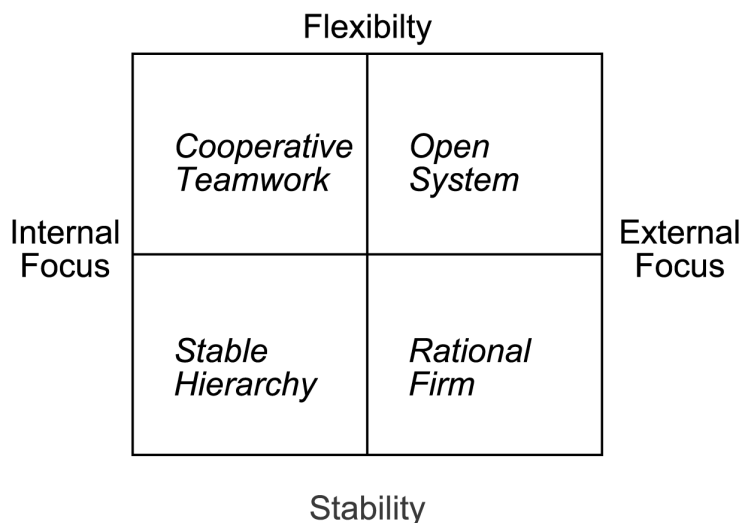 Flexibilty
Cooperative
Teamwork
Open
System
Internal
Focus
External
Focus
Stable
Hierarchy
Rational
Firm
Stability